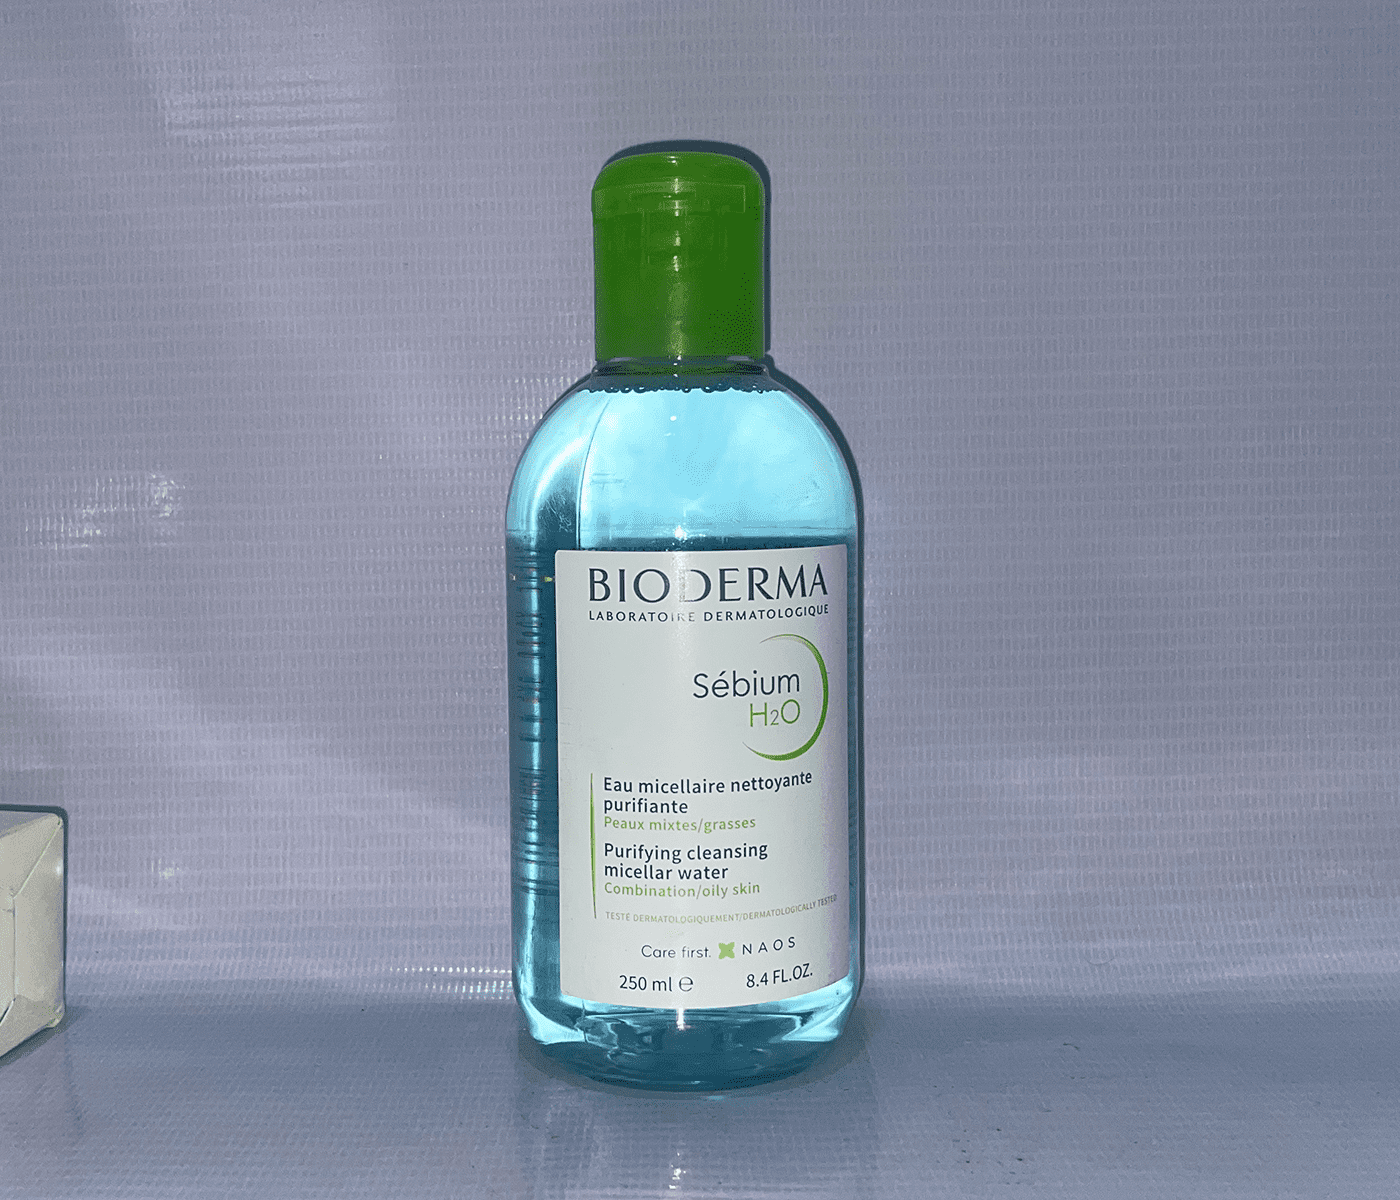 BIODERMA
LABORATOIRE DERMATOLOGIQUE
Sébium
H2O
Eau micellaire nettoyante
purifiante
Peaux mixtes/grasses
Purifying cleansing
micellar water
Combination/oily skin
TESTÉ DERMATOLOGIQUEMENT/DERMATOLOGICALLY TESTED
Care first. NAOS
250 ml ℮ 8.4 FL.OZ.